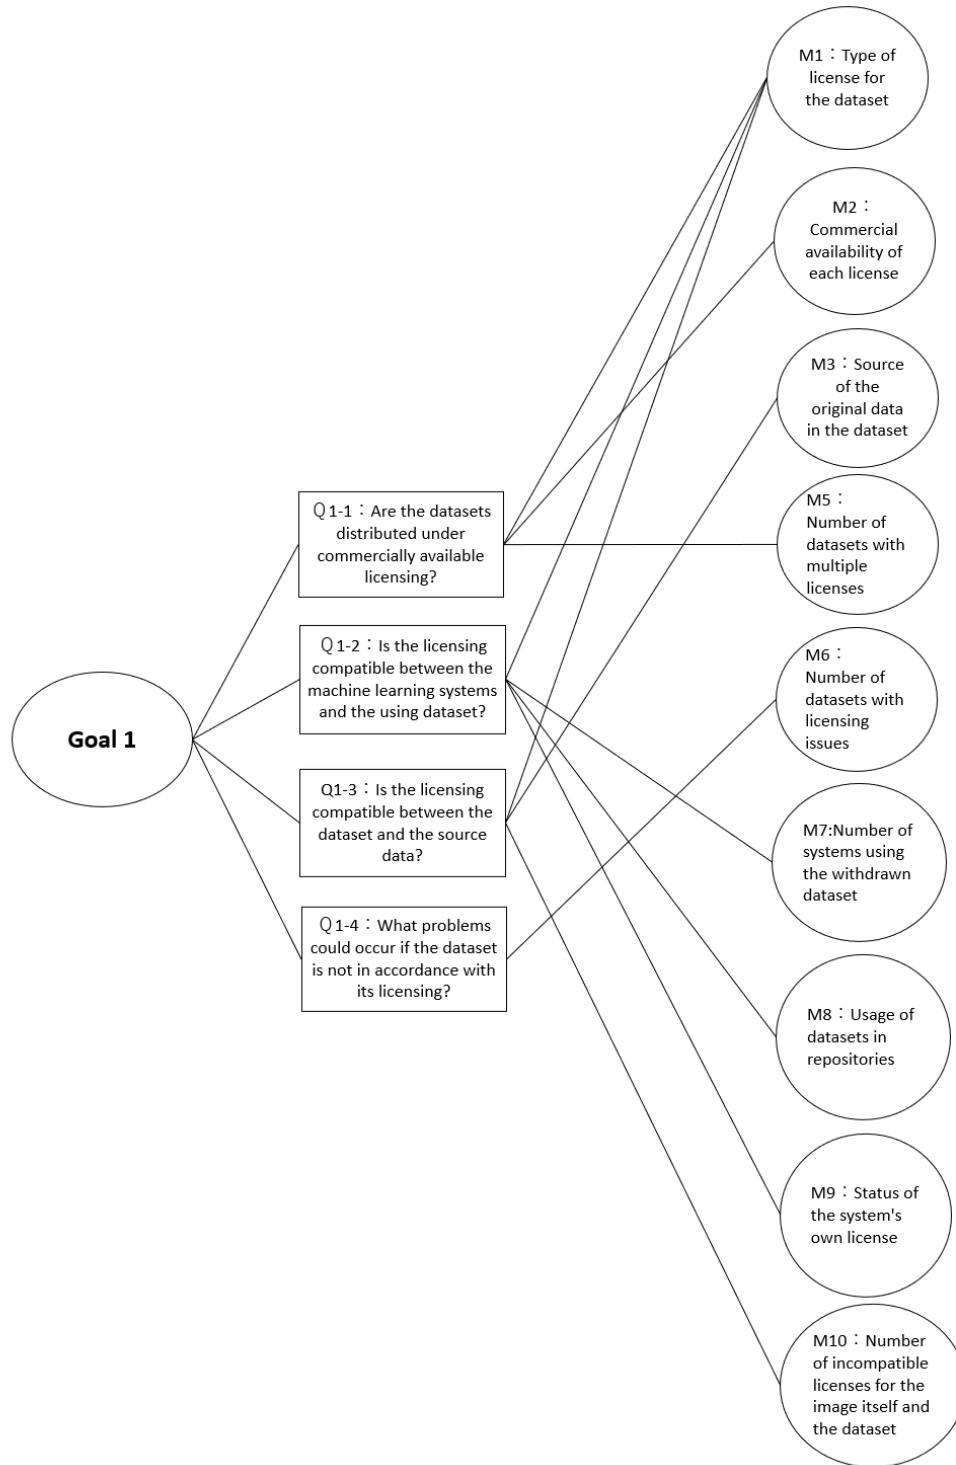 Goal 1
Q1-1：Are the datasets
distributed under
commercially available
licensing?
Q1-2：Is the licensing
compatible between the
machine learning systems
and the using dataset?
Q1-3：Is the licensing
compatible between the
dataset and the source
data?
Q1-4：What problems
could occur if the dataset
is not in accordance with
its licensing?
M1：Type of
license for
the dataset
M2：
Commercial
availability of
each license
M3：Source
of the
original data
in the dataset
M5：
Number of
datasets with
multiple
licenses
M6：
Number of
datasets with
licensing
issues
M7:Number of
systems using
the withdrawn
dataset
M8：Usage of
datasets in
repositories
M9：Status of
the system's
own license
M10：Number
of incompatible
licenses for the
image itself and
the dataset